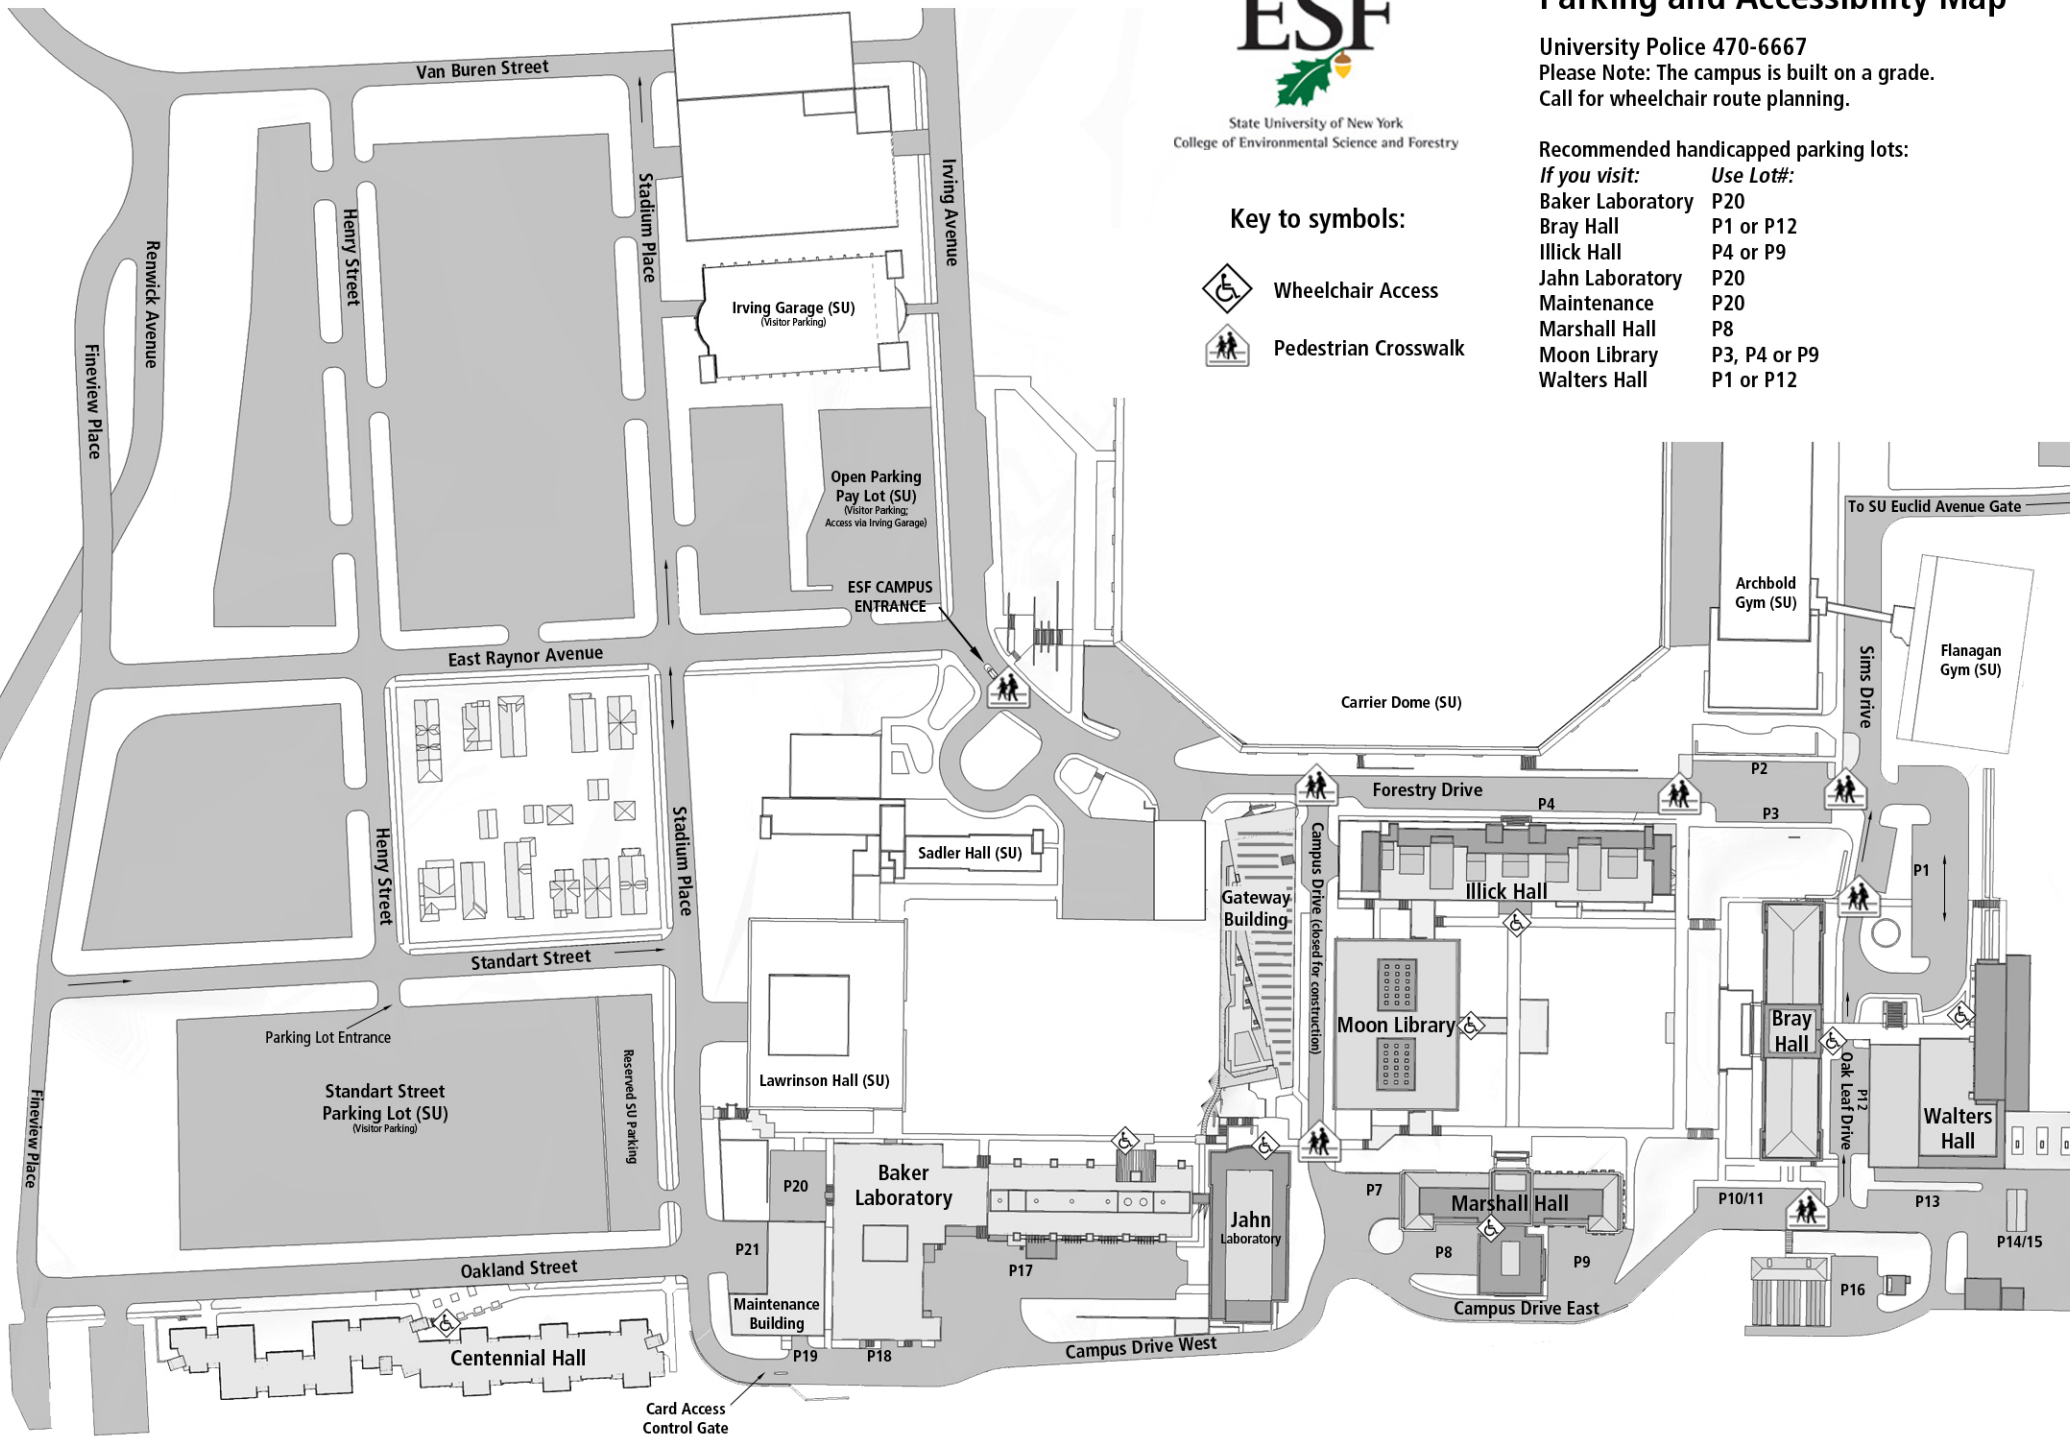 Parking and Accessibility Map
University Police 470-6667
Please Note: The campus is built on a grade.
Call for wheelchair route planning.
Recommended handicapped parking lots:
If you visit: Use Lot#:
Baker Laboratory P20
Bray Hall P1 or P12
Illick Hall P4 or P9
Jahn Laboratory P20
Maintenance P20
Marshall Hall P8
Moon Library P3, P4 or P9
Walters Hall P1 or P12
ESF
State University of New York
College of Environmental Science and Forestry
Key to symbols:
Wheelchair Access
Pedestrian Crosswalk
Van Buren Street
Henry Street
Stadium Place
Irving Avenue
Renwick Avenue
Fineview Place
Irving Garage (SU)
(Visitor Parking)
Open Parking
Pay Lot (SU)
(Visitor Parking;
Access via Irving Garage)
ESF CAMPUS
ENTRANCE
East Raynor Avenue
To SU Euclid Avenue Gate
Archbold
Gym (SU)
Flanagan
Gym (SU)
Sims Drive
Carrier Dome (SU)
P2
Forestry Drive
P4
P3
Henry Street
Stadium Place
Sadler Hall (SU)
Gateway
Building
Campus Drive (closed for construction)
Illick Hall
P1
Standart Street
Parking Lot Entrance
Standart Street
Parking Lot (SU)
(Visitor Parking)
Reserved SU Parking
Fineview Place
Lawrinson Hall (SU)
Moon Library
Bray
Hall
Oak Leaf Drive
P12
Walters
Hall
P20
Baker
Laboratory
P7
Marshall Hall
P10/11
P13
Jahn
Laboratory
P21
P17
P8
P9
P14/15
P16
Oakland Street
Maintenance
Building
Campus Drive East
Campus Drive West
P19
P18
Centennial Hall
Card Access
Control Gate